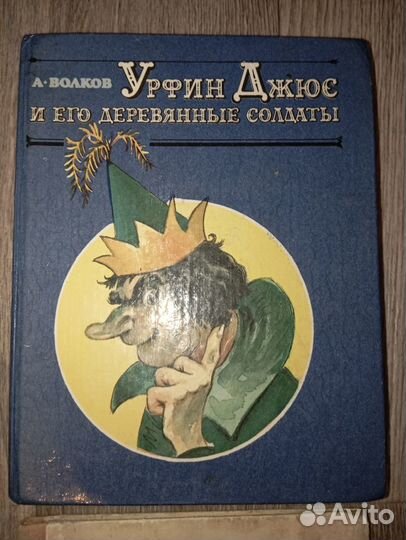 А·ВОЛКОВ УРФИН ДЖЮС
И ЕГО ДЕРЕВЯННЫЕ СОЛДАТЫ
Avito